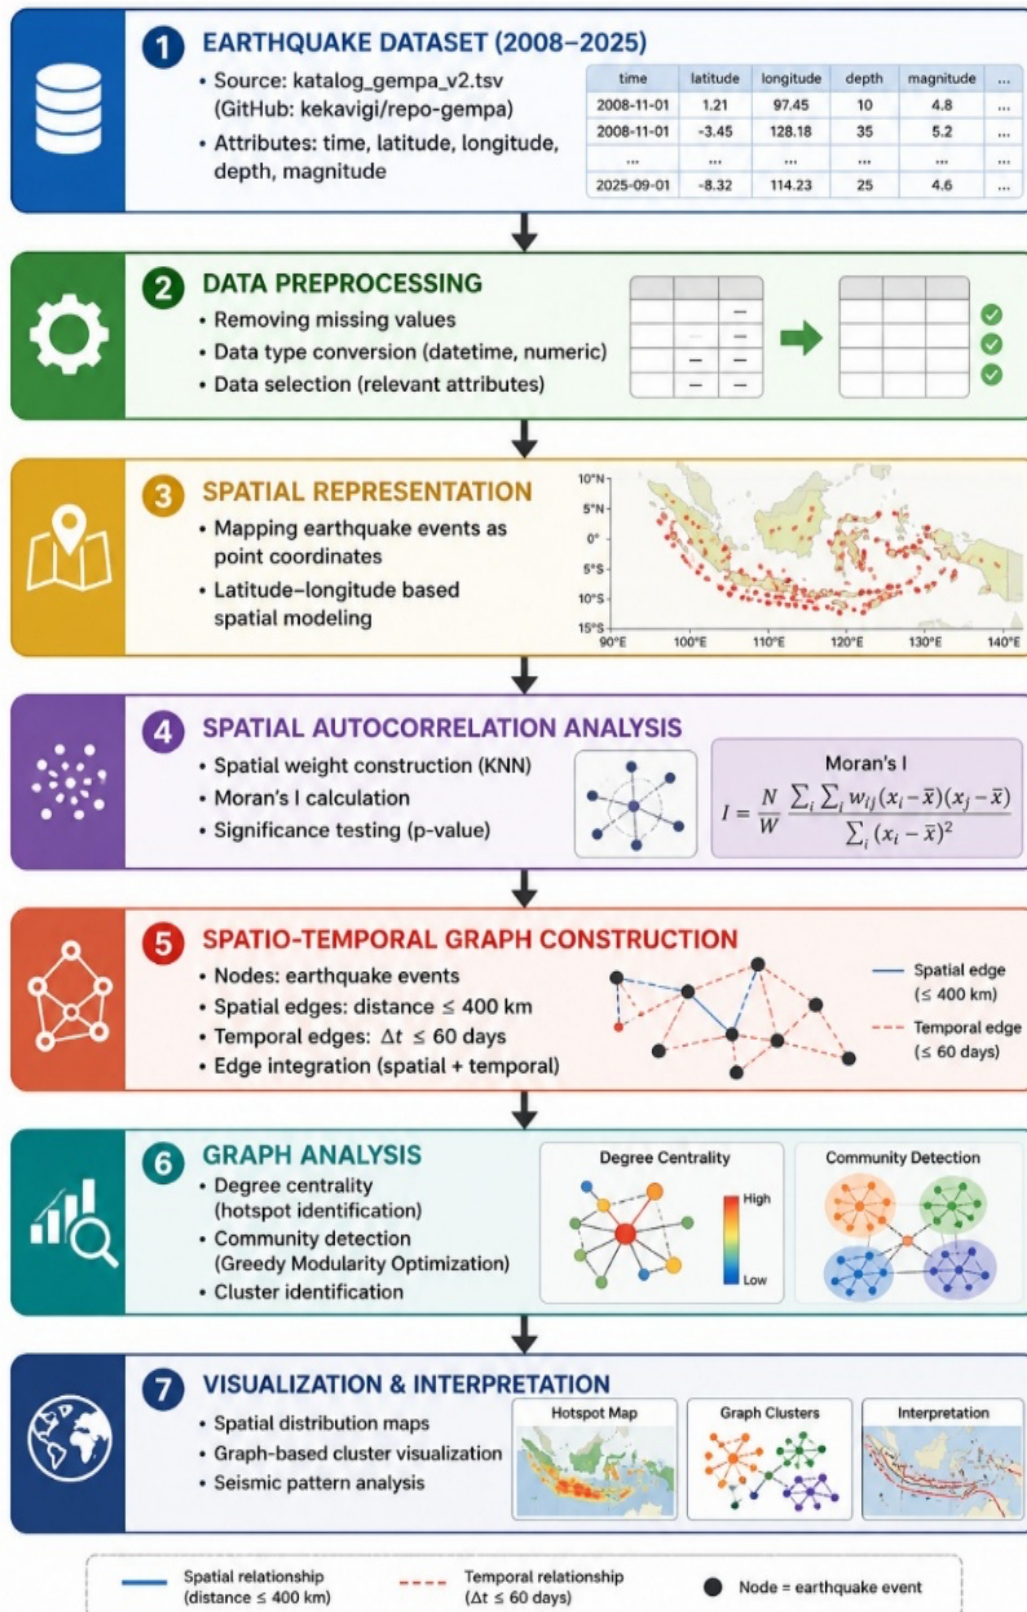 1 EARTHQUAKE DATASET (2008–2025)
• Source: katalog_gempa_v2.tsv
(GitHub: kekavigi/repo-gempa)
• Attributes: time, latitude, longitude,
depth, magnitude
time latitude longitude depth magnitude ...
2008-11-01 1.21 97.45 10 4.8 ...
2008-11-01 -3.45 128.18 35 5.2 ...
... ... ... ... ...
2025-09-01 -8.32 114.23 25 4.6 ...
2 DATA PREPROCESSING
• Removing missing values
• Data type conversion (datetime, numeric)
• Data selection (relevant attributes)
3 SPATIAL REPRESENTATION
• Mapping earthquake events as
point coordinates
• Latitude–longitude based
spatial modeling
10°N
5°N
0°
5°S
10°S
15°S
90°E 100°E 110°E 120°E 130°E 140°E
4 SPATIAL AUTOCORRELATION ANALYSIS
• Spatial weight construction (KNN)
• Moran's I calculation
• Significance testing (p-value)
Moran's I
I = N/W ∑i ∑i wij(xi − x̄)(xj − x̄) / ∑i (xi − x̄)²
5 SPATIO-TEMPORAL GRAPH CONSTRUCTION
• Nodes: earthquake events
• Spatial edges: distance ≤ 400 km
• Temporal edges: Δt ≤ 60 days
• Edge integration (spatial + temporal)
Spatial edge
(≤ 400 km)
Temporal edge
(≤ 60 days)
6 GRAPH ANALYSIS
• Degree centrality
(hotspot identification)
• Community detection
(Greedy Modularity Optimization)
• Cluster identification
Degree Centrality
High
Low
Community Detection
7 VISUALIZATION & INTERPRETATION
• Spatial distribution maps
• Graph-based cluster visualization
• Seismic pattern analysis
Hotspot Map
Graph Clusters
Interpretation
Spatial relationship
(distance ≤ 400 km)
Temporal relationship
(Δt ≤ 60 days)
Node = earthquake event